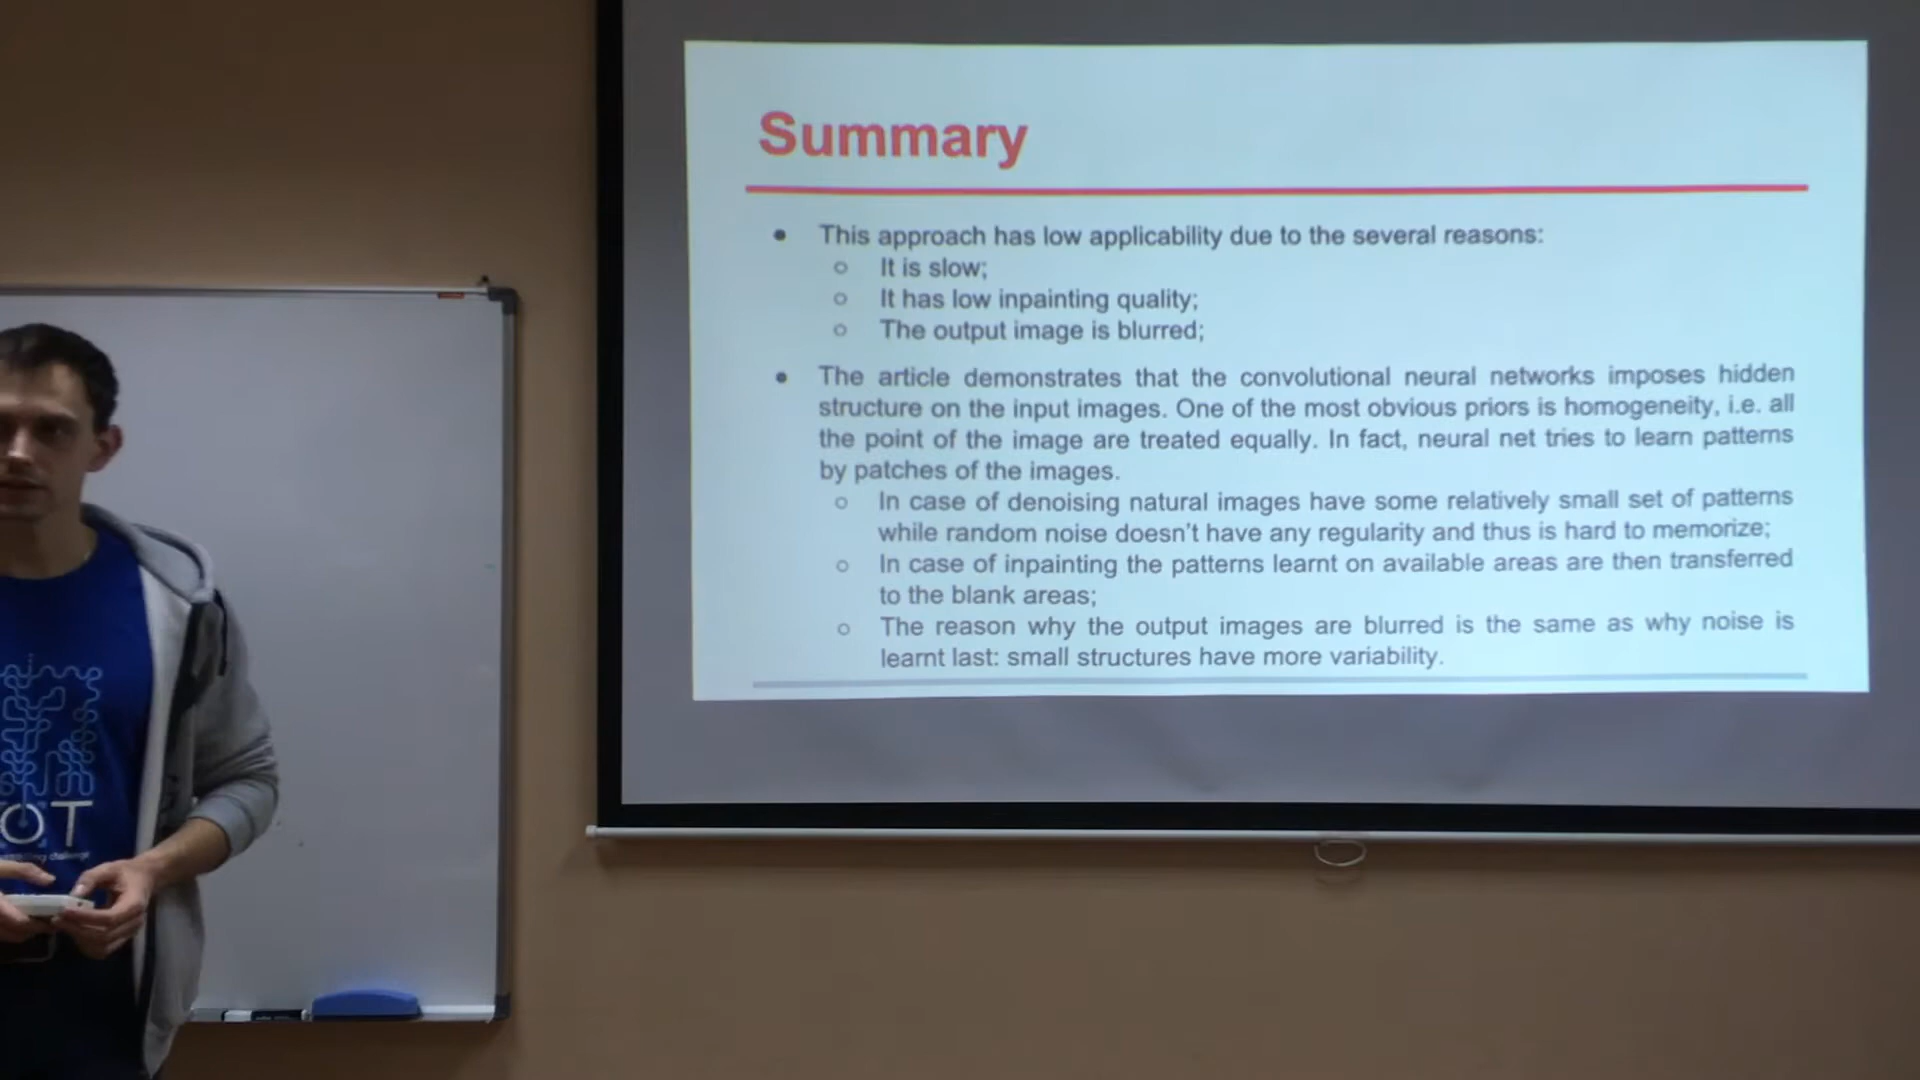 Summary
This approach has low applicability due to the several reasons:
It is slow;
It has low inpainting quality;
The output image is blurred;
The article demonstrates that the convolutional neural networks imposes hidden
structure on the input images. One of the most obvious priors is homogeneity, i.e. all
the point of the image are treated equally. In fact, neural net tries to learn patterns
by patches of the images.
In case of denoising natural images have some relatively small set of patterns
while random noise doesn't have any regularity and thus is hard to memorize;
In case of inpainting the patterns learnt on available areas are then transferred
to the blank areas;
The reason why the output images are blurred is the same as why noise is
learnt last: small structures have more variability.
OT